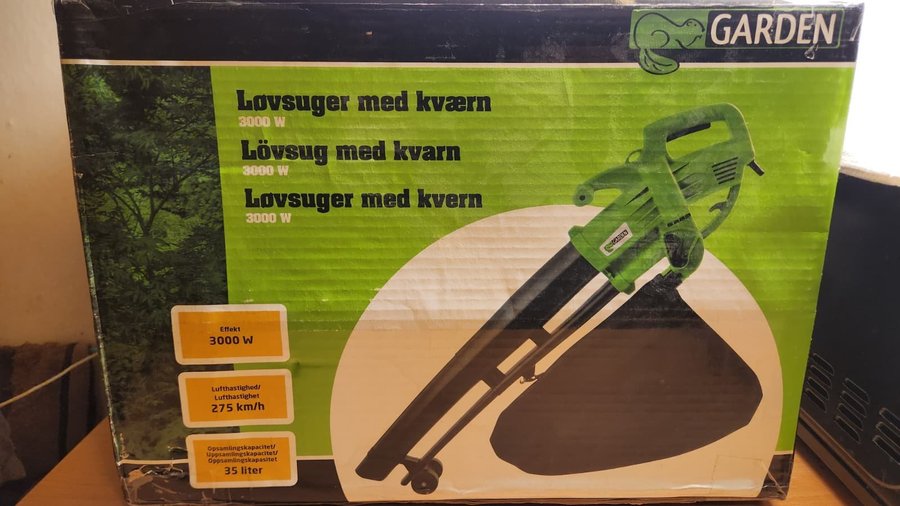 GARDEN
Løvsuger med kværn
3000 W
Lövsug med kvarn
3000 W
Løvsuger med kvern
3000 W
GARDEN
Effekt
3000 W
Lufthastighed/
Lufthastighet
275 km/h
Opsamlingskapacitet/
Uppsamlingskapacitet/
Oppsamlingskapasitet
35 liter